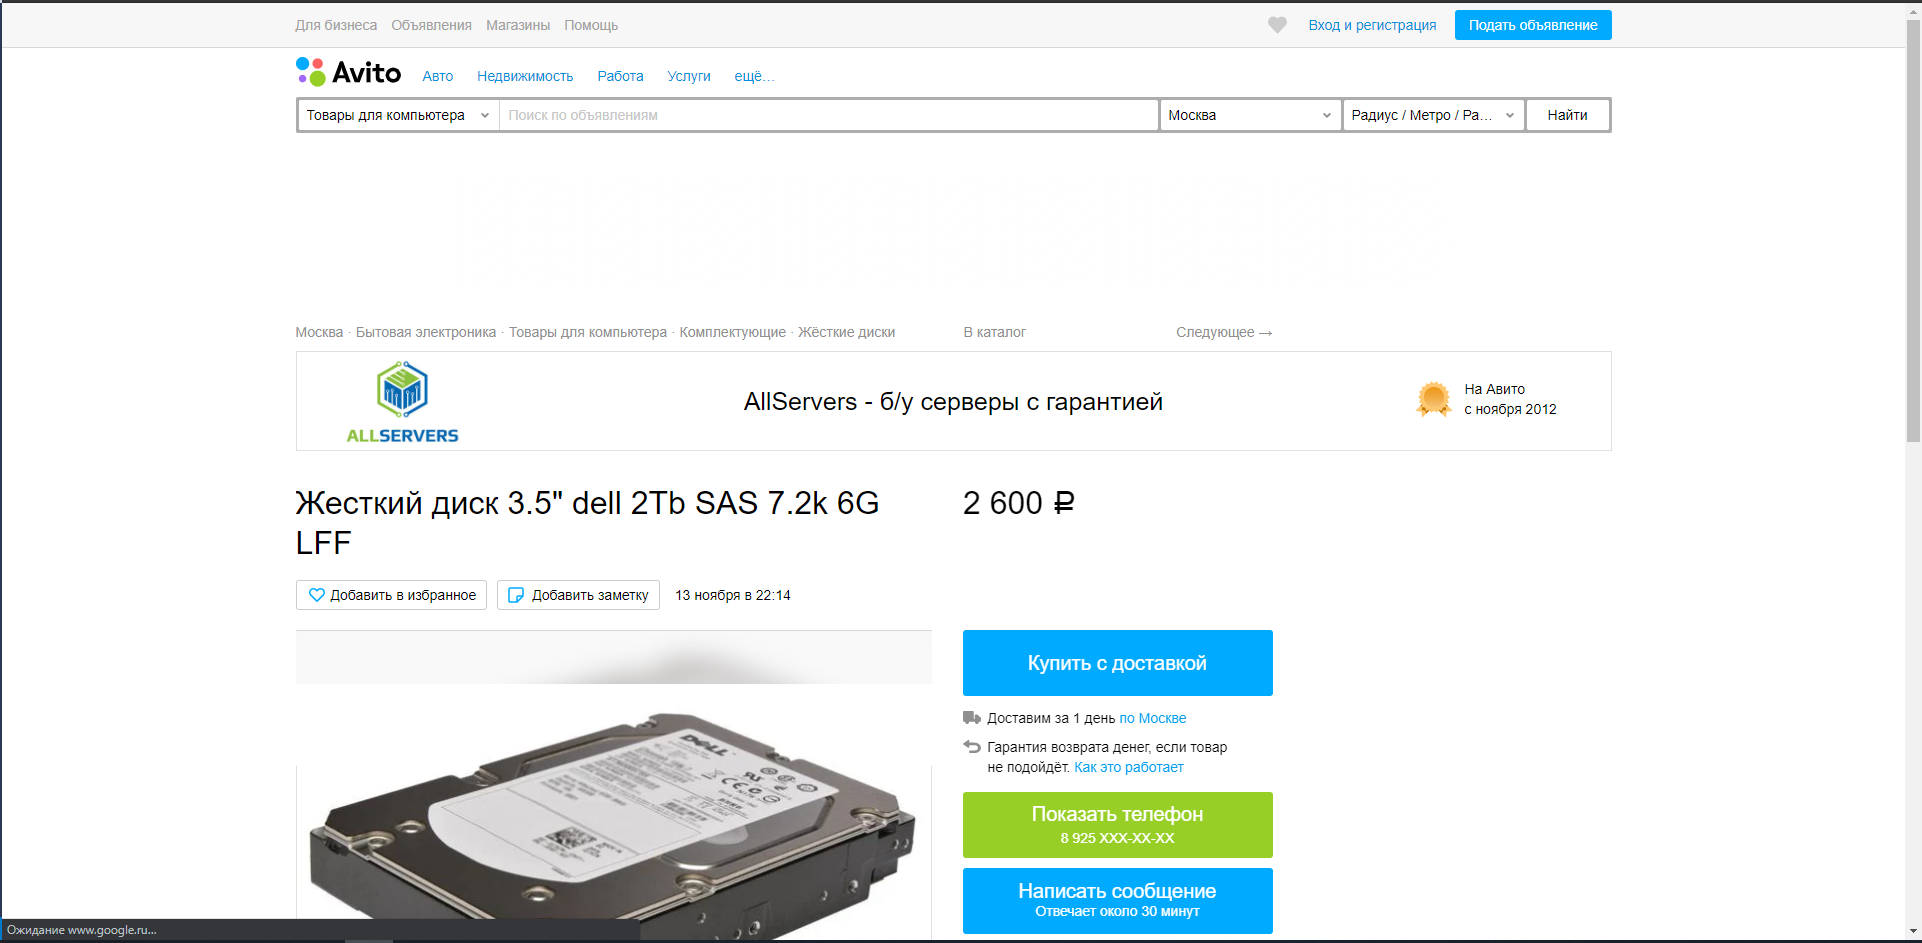 Для бизнеса Объявления Магазины Помощь
Вход и регистрация
Подать объявление
Avito
Авто Недвижимость Работа Услуги ещё...
Товары для компьютера
Поиск по объявлениям
Москва
Радиус / Метро / Ра...
Найти
Москва · Бытовая электроника · Товары для компьютера · Комплектующие · Жёсткие диски
В каталог
Следующее →
ALLSERVERS
AllServers - б/у серверы с гарантией
На Авито
с ноября 2012
Жесткий диск 3.5" dell 2Tb SAS 7.2k 6G
LFF
2 600 ₽
Добавить в избранное
Добавить заметку
13 ноября в 22:14
Купить с доставкой
Доставим за 1 день по Москве
Гарантия возврата денег, если товар
не подойдёт. Как это работает
Показать телефон
8 925 XXX-XX-XX
Написать сообщение
Отвечает около 30 минут
DELL
Ожидание www.google.ru...